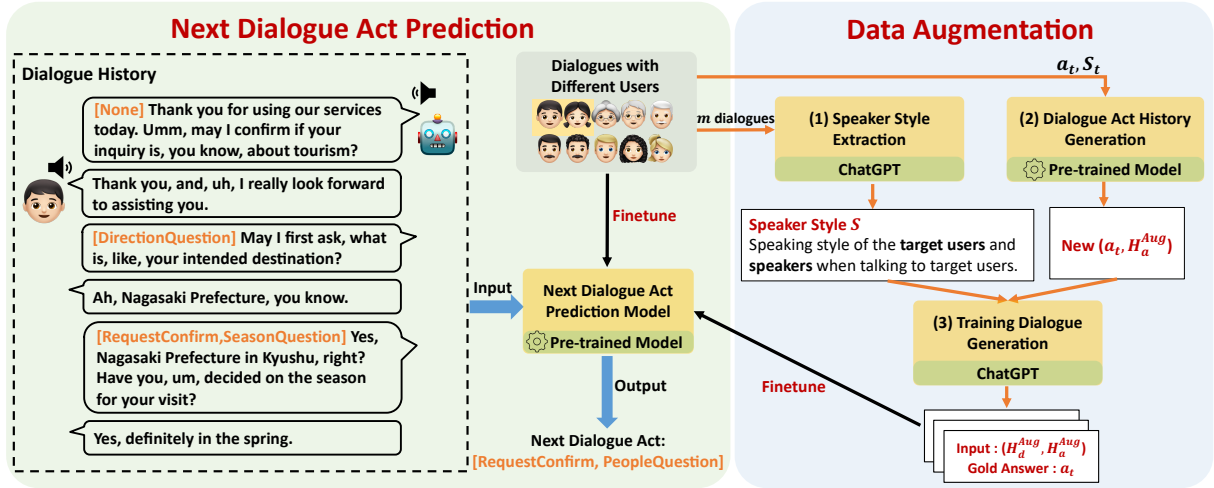 Next Dialogue Act Prediction
Dialogue History
[None] Thank you for using our services
today. Umm, may I confirm if your
inquiry is, you know, about tourism?
Thank you, and, uh, I really look forward
to assisting you.
[DirectionQuestion] May I first ask, what
is, like, your intended destination?
Ah, Nagasaki Prefecture, you know.
[RequestConfirm,SeasonQuestion] Yes,
Nagasaki Prefecture in Kyushu, right?
Have you, um, decided on the season
for your visit?
Yes, definitely in the spring.
Input
Dialogues with
Different Users
Finetune
Next Dialogue Act
Prediction Model
Pre-trained Model
Output
Next Dialogue Act:
[RequestConfirm, PeopleQuestion]
Data Augmentation
a_t, S_t
m dialogues
(1) Speaker Style
Extraction
ChatGPT
(2) Dialogue Act History
Generation
Pre-trained Model
Speaker Style S
Speaking style of the target users and
speakers when talking to target users.
New (a_t, H_a^Aug)
(3) Training Dialogue
Generation
ChatGPT
Finetune
Input : (H_d^Aug, H_a^Aug)
Gold Answer : a_t